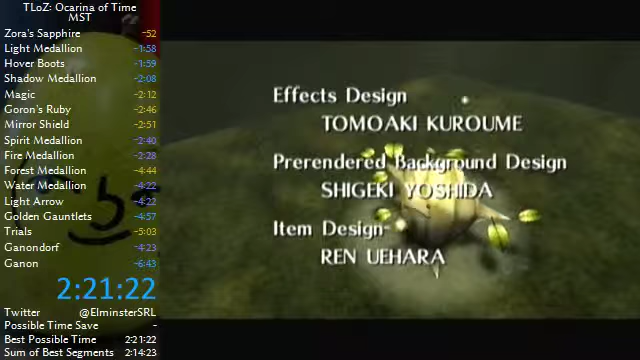 TLoZ: Ocarina of Time
MST
Zora's Sapphire -52
Light Medallion -1:58
Hover Boots -1:59
Shadow Medallion -2:08
Magic -2:12
Goron's Ruby -2:46
Mirror Shield -2:51
Spirit Medallion -2:40
Fire Medallion -2:28
Forest Medallion -4:44
Water Medallion -4:22
Light Arrow -4:22
Golden Gauntlets -4:57
Trials -5:03
Ganondorf -4:23
Ganon -6:43
2:21:22
Twitter @ElminsterSRL
Possible Time Save -
Best Possible Time 2:21:22
Sum of Best Segments 2:14:23
Effects Design
TOMOAKI KUROUME
Prerendered Background Design
SHIGEKI YOSHIDA
Item Design
REN UEHARA